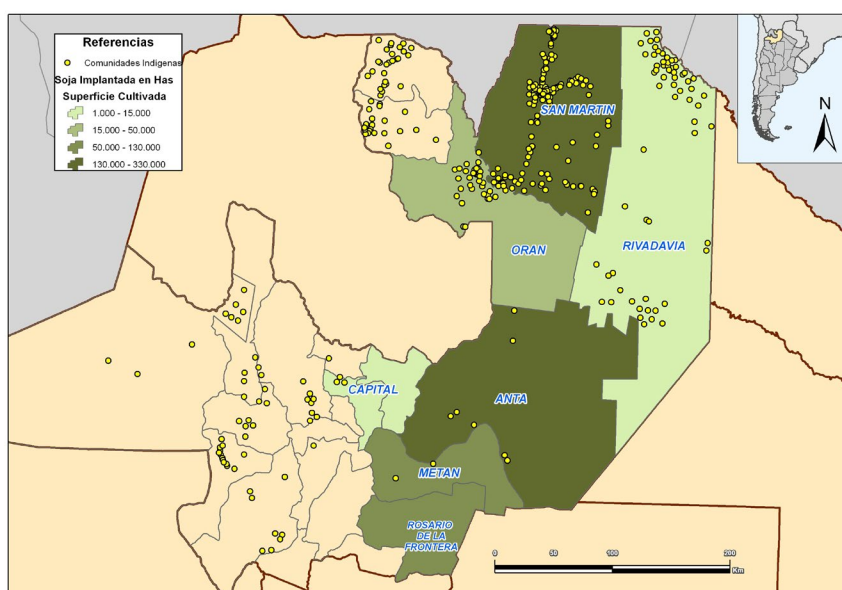 Referencias
Comunidades Indígenas
Soja Implantada en Has
Superficie Cultivada
1.000 - 15.000
15.000 - 50.000
50.000 - 130.000
130.000 - 330.000
N
SAN MARTIN
ORAN
RIVADAVIA
CAPITAL
ANTA
METAN
ROSARIO
DE LA
FRONTERA
0 50 100 200
Km